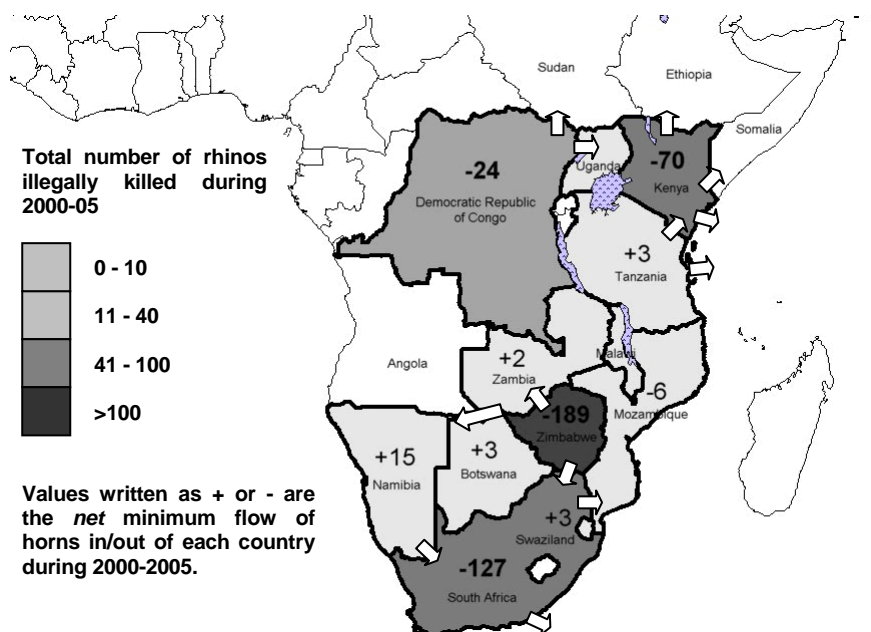 Sudan
Ethiopia
Somalia
Total number of rhinos
illegally killed during
2000-05
-24
Democratic Republic
of Congo
Uganda
-70
Kenya
+3
Tanzania
0 - 10
11 - 40
41 - 100
>100
Angola
+2
Zambia
Malawi
-6
Mozambique
-189
Zimbabwe
+15
Namibia
+3
Botswana
Values written as + or - are
the net minimum flow of
horns in/out of each country
during 2000-2005.
+3
Swaziland
-127
South Africa